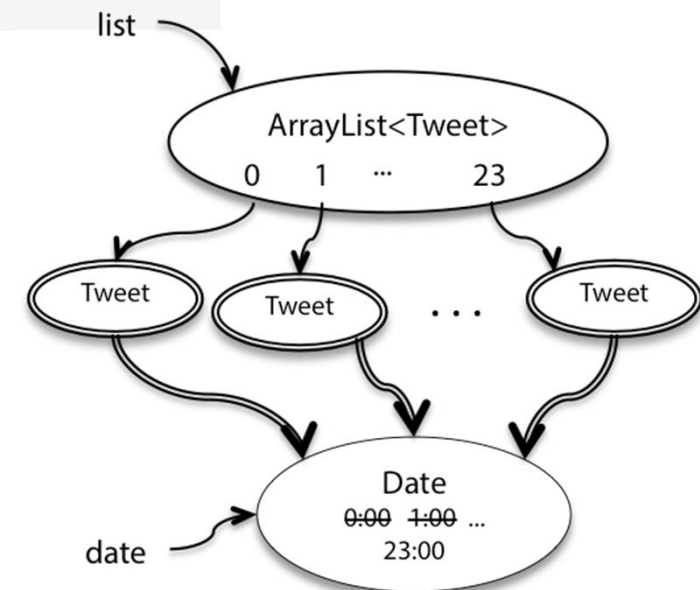 list
ArrayList<Tweet>
0 1 ... 23
Tweet
Tweet
. . .
Tweet
Date
0:00 1:00 ...
23:00
date